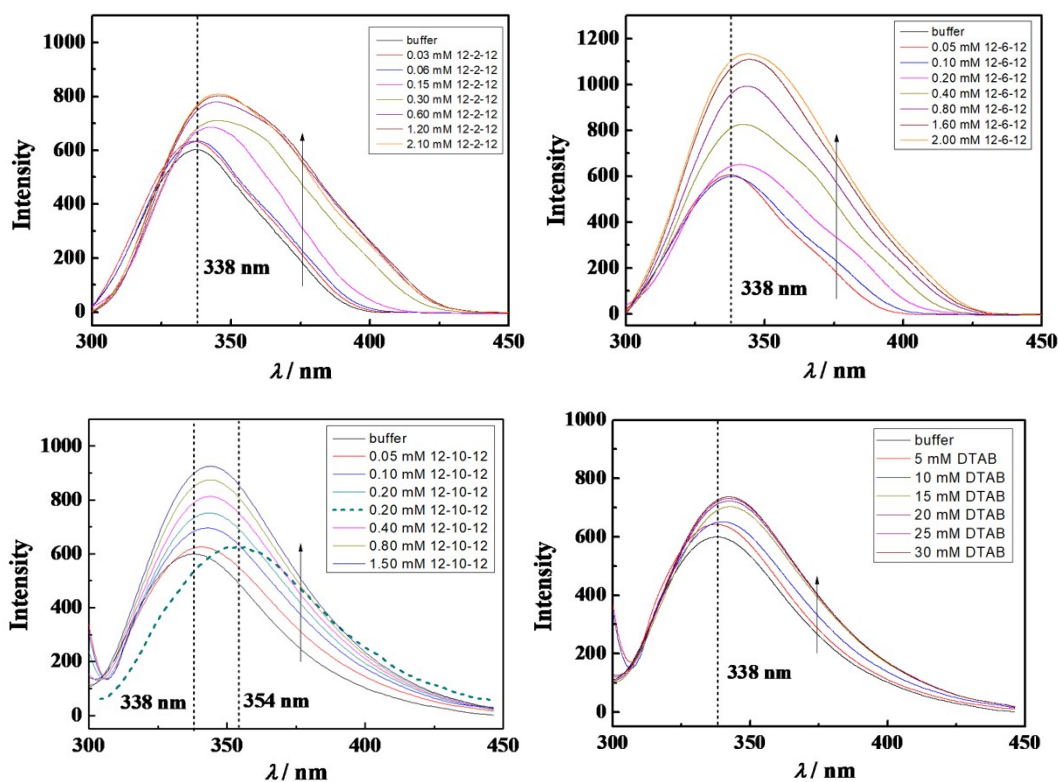 1000
800
600
400
200
0
Intensity
300
350
400
450
λ / nm
338 nm
buffer
0.03 mM 12-2-12
0.06 mM 12-2-12
0.15 mM 12-2-12
0.30 mM 12-2-12
0.60 mM 12-2-12
1.20 mM 12-2-12
2.10 mM 12-2-12
1200
1000
800
600
400
200
0
Intensity
300
350
400
450
λ / nm
338 nm
buffer
0.05 mM 12-6-12
0.10 mM 12-6-12
0.20 mM 12-6-12
0.40 mM 12-6-12
0.80 mM 12-6-12
1.60 mM 12-6-12
2.00 mM 12-6-12
1000
800
600
400
200
0
Intensity
300
350
400
450
λ / nm
338 nm
354 nm
buffer
0.05 mM 12-10-12
0.10 mM 12-10-12
0.20 mM 12-10-12
0.20 mM 12-10-12
0.40 mM 12-10-12
0.80 mM 12-10-12
1.50 mM 12-10-12
1000
800
600
400
200
0
Intensity
300
350
400
450
λ / nm
338 nm
buffer
5 mM DTAB
10 mM DTAB
15 mM DTAB
20 mM DTAB
25 mM DTAB
30 mM DTAB